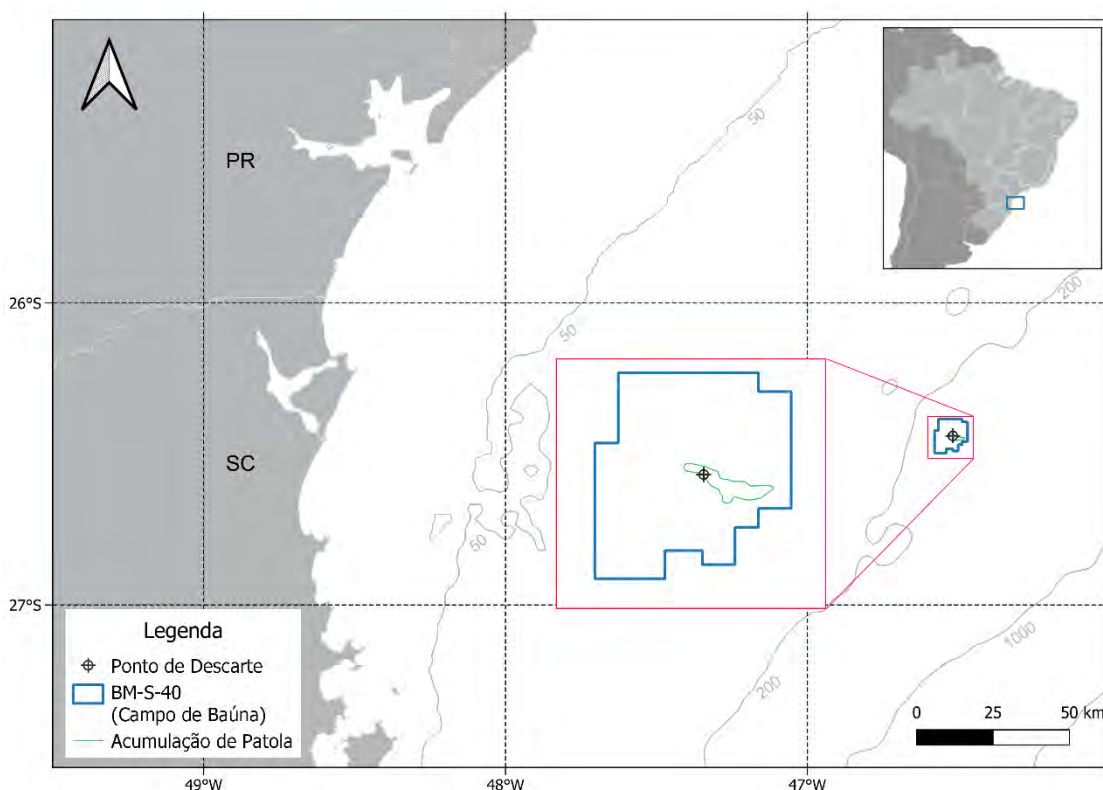 50
PR
200
26°S
50
SC
50
27°S
1000
200
Legenda
Ponto de Descarte
BM-S-40
(Campo de Baúna)
Acumulação de Patola
0 25 50 km
49°W 48°W 47°W